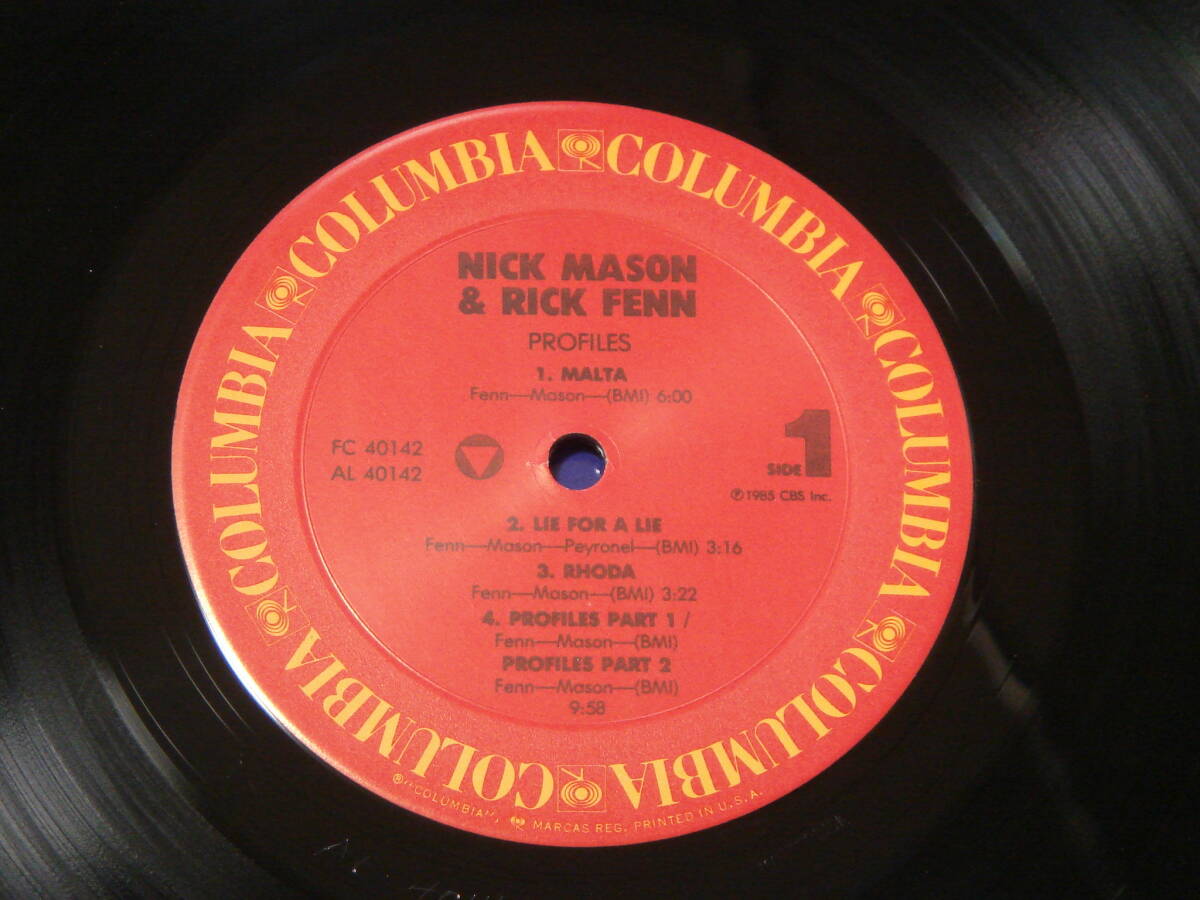 COLUMBIA COLUMBIA COLUMBIA COLUMBIA COLUMBIA COLUMBIA
NICK MASON
& RICK FENN
PROFILES
1. MALTA
Fenn—Mason—(BMI) 6:00
FC 40142
AL 40142
SIDE 1
℗ 1985 CBS Inc.
2. LIE FOR A LIE
Fenn—Mason—Peyronel—(BMI) 3:16
3. RHODA
Fenn—Mason—(BMI) 3:22
4. PROFILES PART 1 /
Fenn—Mason—(BMI)
PROFILES PART 2
Fenn—Mason—(BMI)
9:58
® "COLUMBIA", MARCAS REG. PRINTED IN U.S.A.